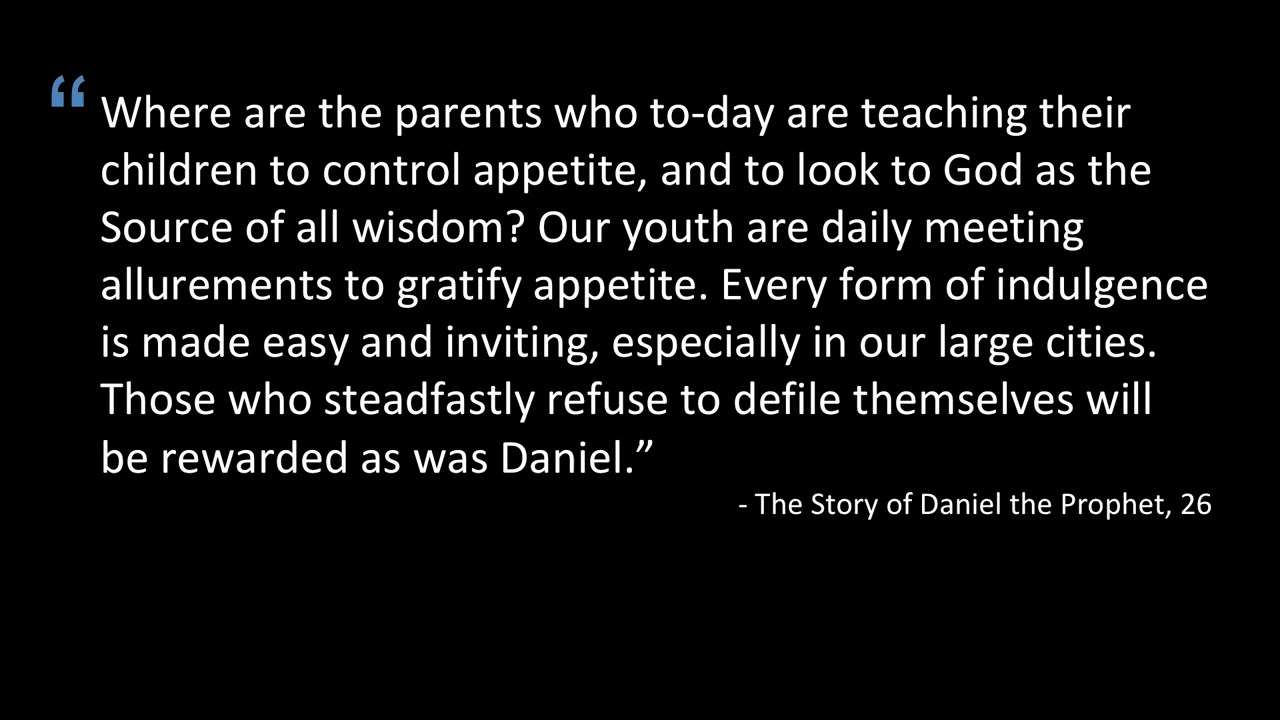 “Where are the parents who to-day are teaching their
children to control appetite, and to look to God as the
Source of all wisdom? Our youth are daily meeting
allurements to gratify appetite. Every form of indulgence
is made easy and inviting, especially in our large cities.
Those who steadfastly refuse to defile themselves will
be rewarded as was Daniel.”
- The Story of Daniel the Prophet, 26